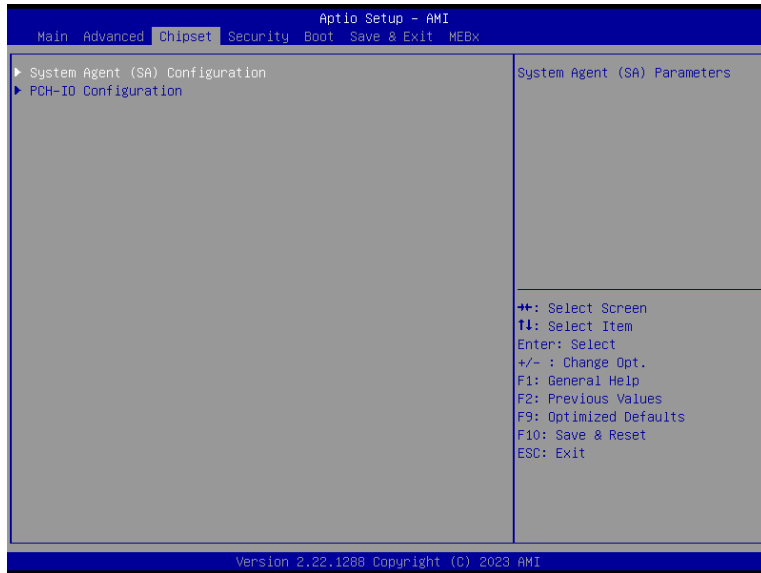 Aptio Setup – AMI
Main Advanced Chipset Security Boot Save & Exit MEBx
▶ System Agent (SA) Configuration
▶ PCH-IO Configuration
System Agent (SA) Parameters
→←: Select Screen
↑↓: Select Item
Enter: Select
+/- : Change Opt.
F1: General Help
F2: Previous Values
F9: Optimized Defaults
F10: Save & Reset
ESC: Exit
Version 2.22.1288 Copyright (C) 2023 AMI